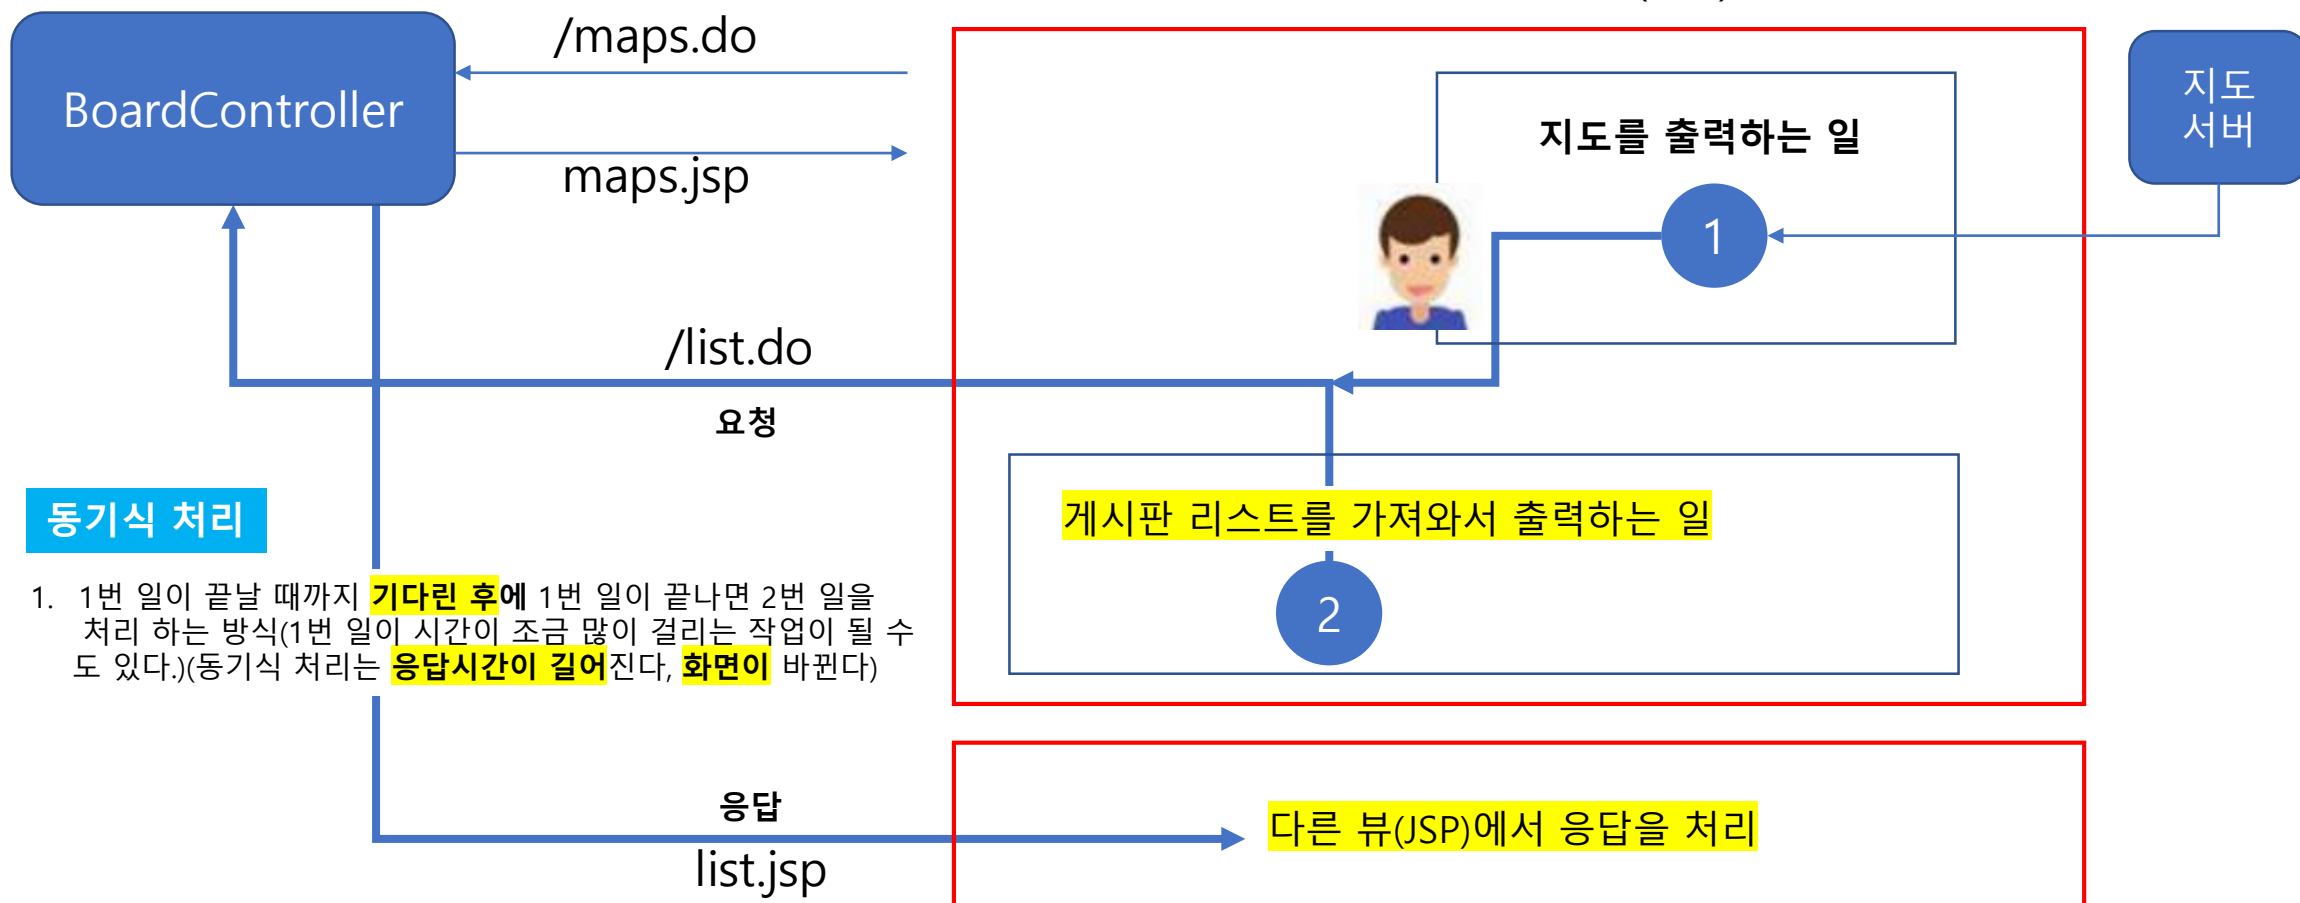 /maps.do
BoardController
지도
서버
지도를 출력하는 일
maps.jsp
1
/list.do
요청
동기식 처리
게시판 리스트를 가져와서 출력하는 일
1. 1번 일이 끝날 때까지 기다린 후에 1번 일이 끝나면 2번 일을
처리 하는 방식(1번 일이 시간이 조금 많이 걸리는 작업이 될 수
도 있다.)(동기식 처리는 응답시간이 길어진다, 화면이 바뀐다)
2
응답
다른 뷰(JSP)에서 응답을 처리
list.jsp